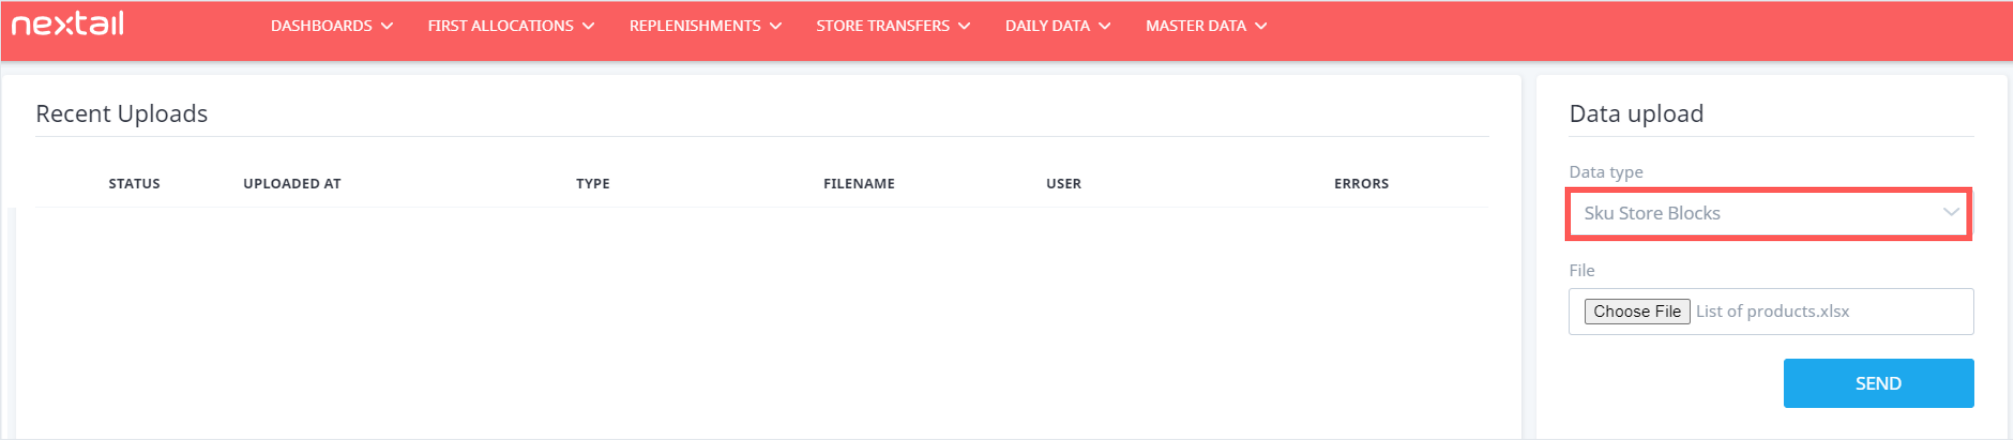 nextail DASHBOARDS FIRST ALLOCATIONS REPLENISHMENTS STORE TRANSFERS DAILY DATA MASTER DATA
Recent Uploads
STATUS UPLOADED AT TYPE FILENAME USER ERRORS
Data upload
Data type
Sku Store Blocks
File
Choose File List of products.xlsx
SEND